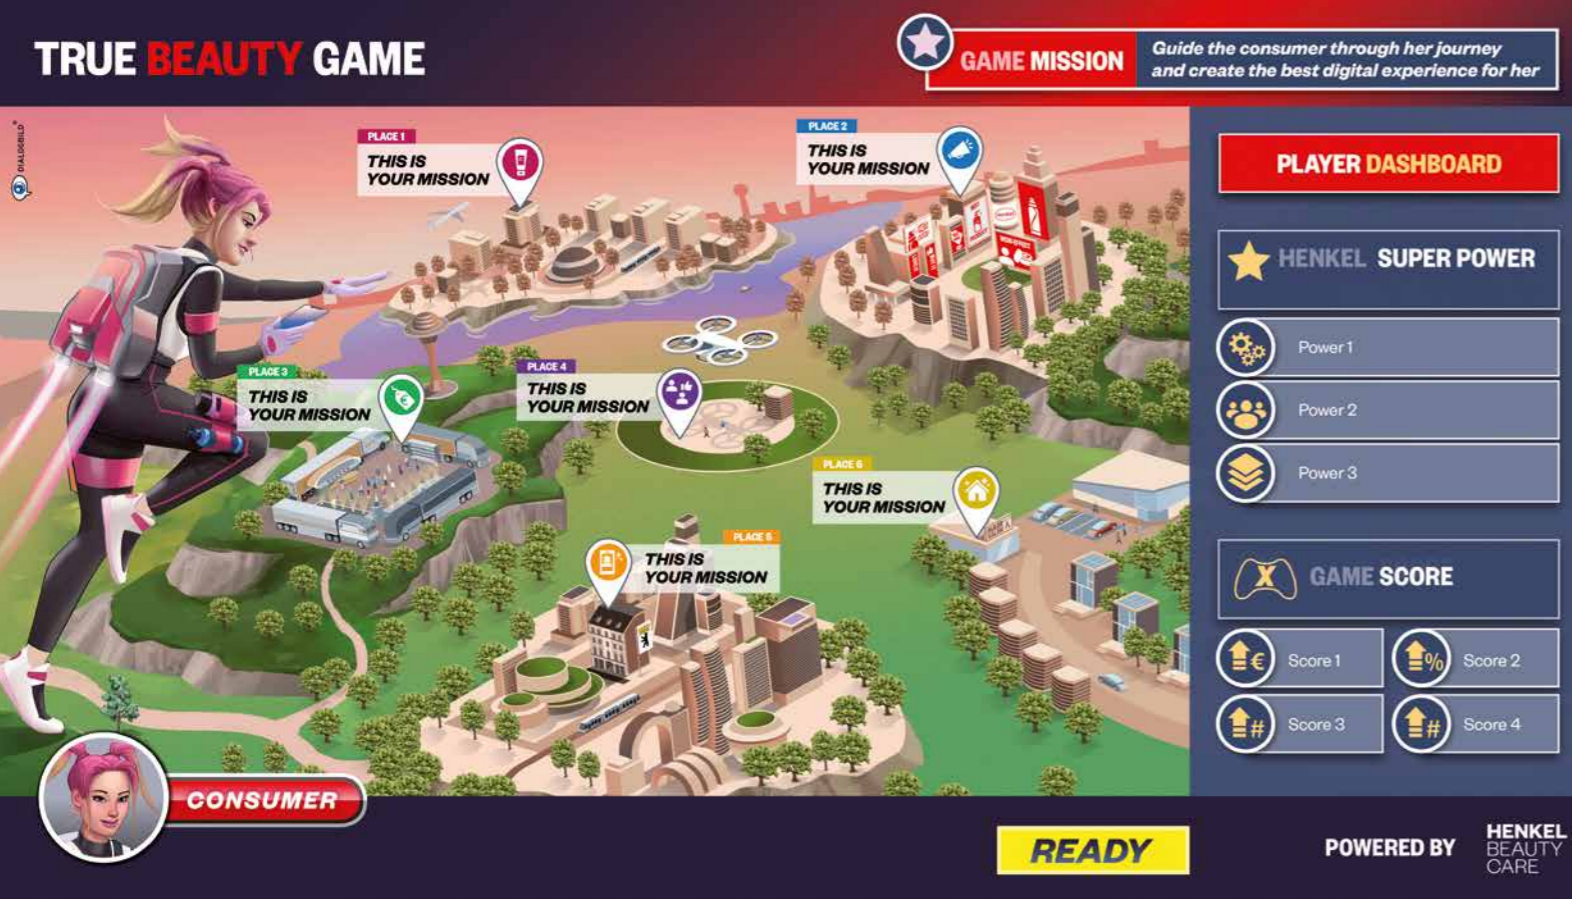 TRUE BEAUTY GAME
GAME MISSION
Guide the consumer through her journey
and create the best digital experience for her
DIALOGBILD
PLACE 1
THIS IS
YOUR MISSION
PLACE 2
THIS IS
YOUR MISSION
PLACE 3
THIS IS
YOUR MISSION
PLACE 4
THIS IS
YOUR MISSION
PLACE 5
THIS IS
YOUR MISSION
PLACE 6
THIS IS
YOUR MISSION
PLAYER DASHBOARD
HENKEL SUPER POWER
Power 1
Power 2
Power 3
X
GAME SCORE
€
Score 1
%
Score 2
#
Score 3
#
Score 4
CONSUMER
READY
POWERED BY
HENKEL
BEAUTY
CARE